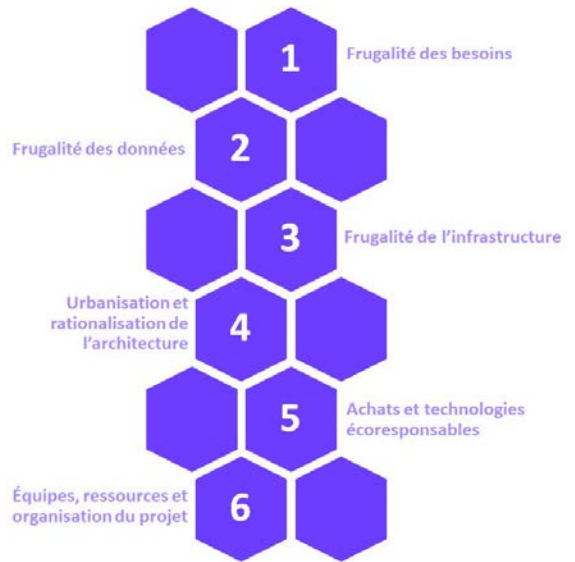 1
Frugalité des besoins
Frugalité des données
2
3
Frugalité de l’infrastructure
Urbanisation et
rationalisation de
l’architecture
4
5
Achats et technologies
écoresponsables
Équipes, ressources et
organisation du projet
6